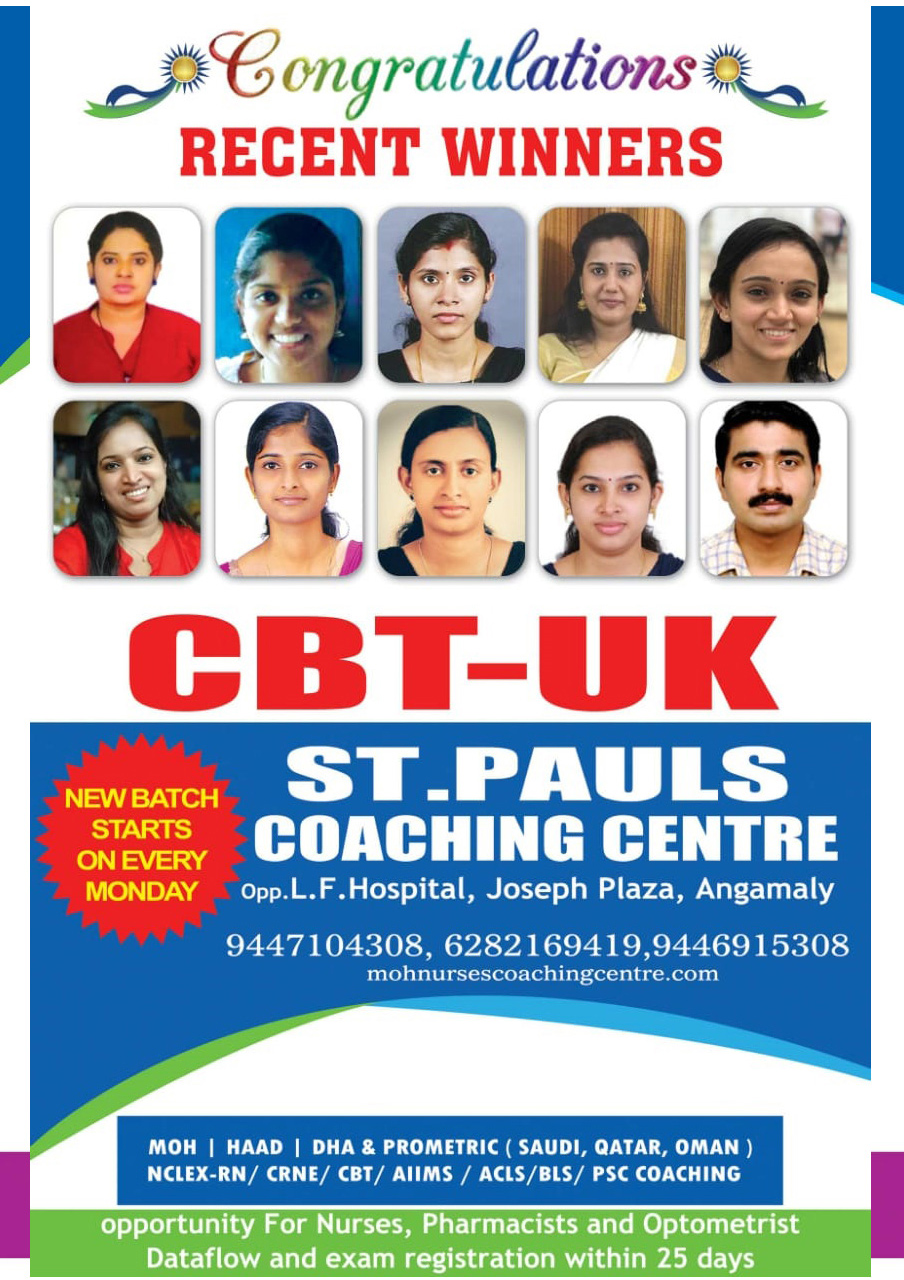 Congratulations
RECENT WINNERS
CBT-UK
NEW BATCH
STARTS
ON EVERY
MONDAY
ST.PAULS
COACHING CENTRE
Opp.L.F.Hospital, Joseph Plaza, Angamaly
9447104308, 6282169419,9446915308
mohnursescoachingcentre.com
MOH | HAAD | DHA & PROMETRIC ( SAUDI, QATAR, OMAN )
NCLEX-RN/ CRNE/ CBT/ AIIMS / ACLS/BLS/ PSC COACHING
opportunity For Nurses, Pharmacists and Optometrist
Dataflow and exam registration within 25 days